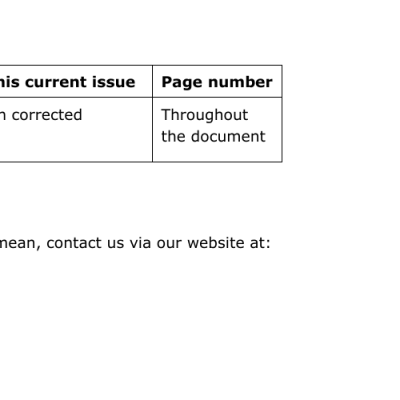 his current issue Page number
n corrected Throughout
the document
mean, contact us via our website at: